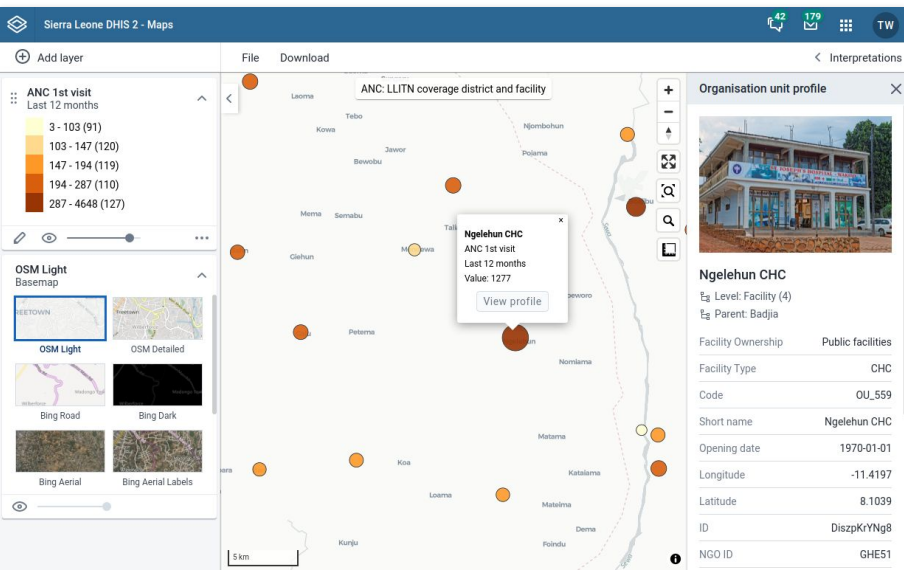 Sierra Leone DHIS 2 - Maps
42
179
TW
Add layer
File
Download
Interpretations
ANC 1st visit
Last 12 months
3 - 103 (91)
103 - 147 (120)
147 - 194 (119)
194 - 287 (110)
287 - 4648 (127)
OSM Light
Basemap
REETOWN
Freetown
OSM Light
OSM Detailed
Bing Road
Bing Dark
Bing Aerial
Bing Aerial Labels
ANC: LLITN coverage district and facility
Laoma
Tebo
Kowa
Njombohun
Jawor
Pojama
Bewobu
Mema
Sembu
Giehun
Ngelehun CHC
ANC 1st visit
Last 12 months
Value: 1277
View profile
Petema
Nomiama
Matama
Koa
Kataiama
Loama
Mateima
Dema
Kunju
Foindu
5 km
Organisation unit profile
Ngelehun CHC
Level: Facility (4)
Parent: Badjia
Facility Ownership Public facilities
Facility Type CHC
Code OU_559
Short name Ngelehun CHC
Opening date 1970-01-01
Longitude -11.4197
Latitude 8.1039
ID DiszpKrYNg8
NGO ID GHE51